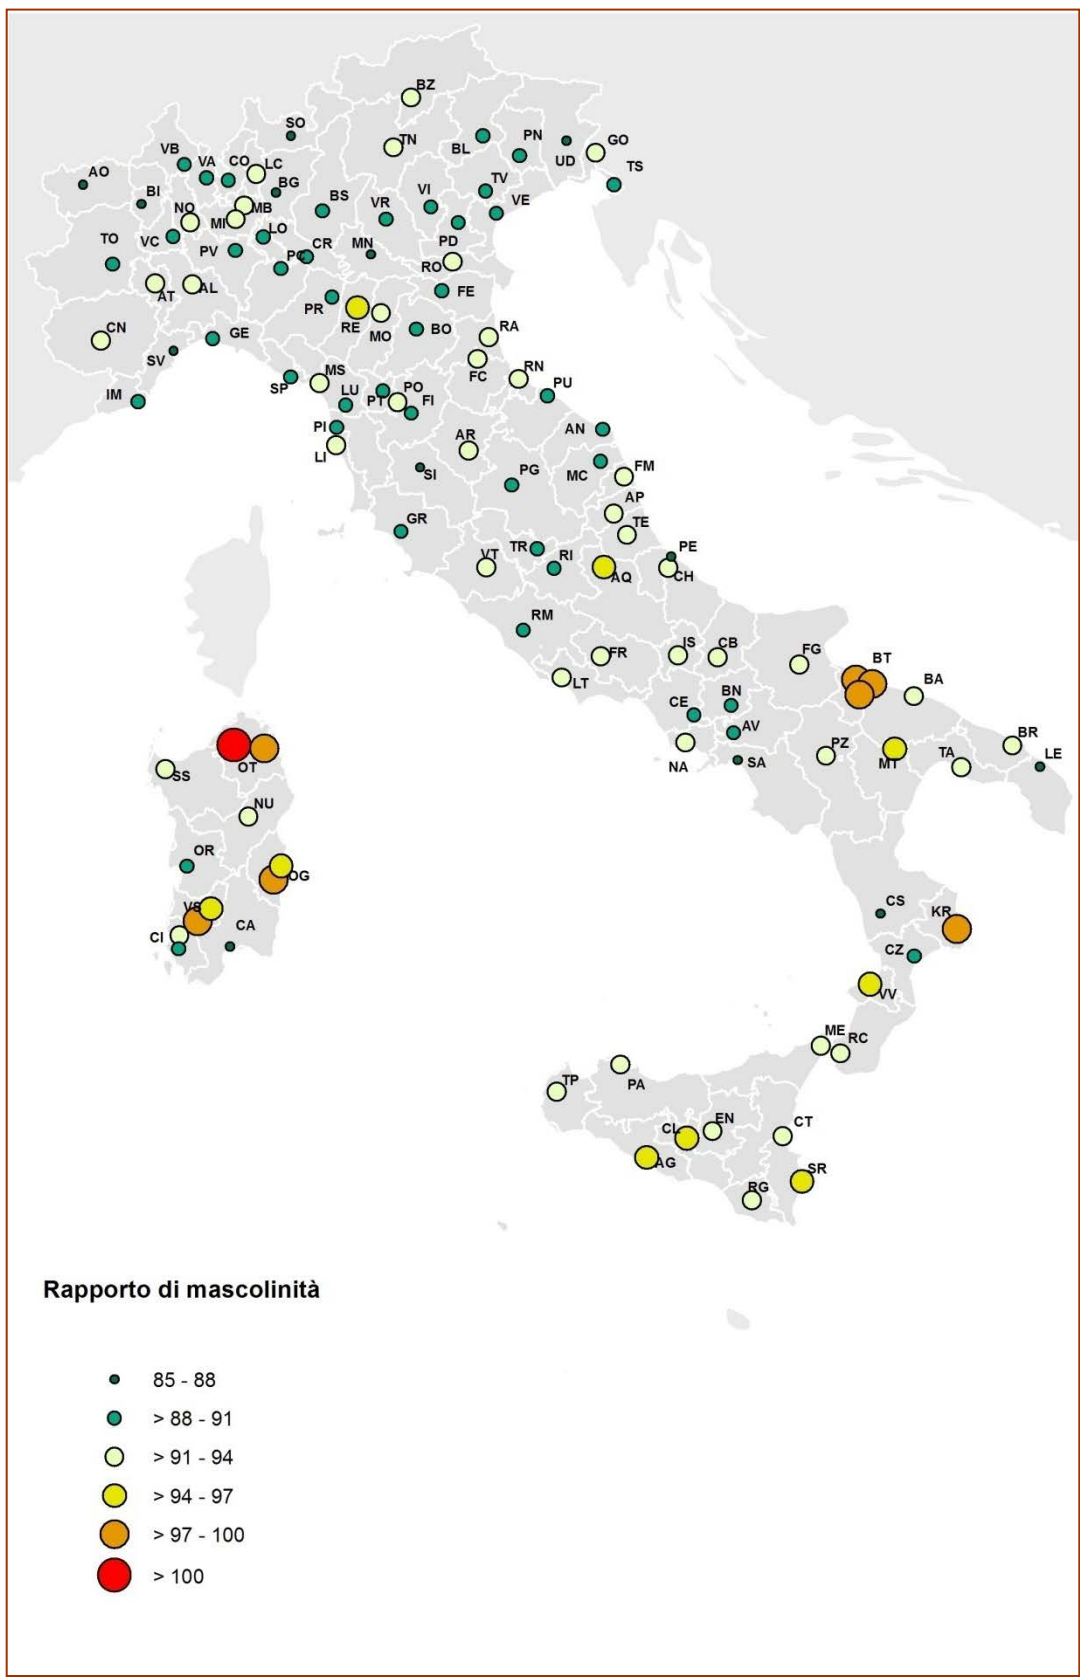 BZ
SO
TN
BL
PN
UD
GO
TS
VB
VA
CO
LC
AO
BI
BG
BS
VR
VI
TV
VE
NO
MI
MB
LO
TO
VC
PV
PC
CR
MN
PD
RO
AT
AL
PR
RE
MO
FE
CN
GE
BO
RA
SV
FC
RN
IM
SP
MS
LU
PT
PO
FI
PU
PI
LI
AR
AN
SI
PG
MC
FM
GR
AP
TE
VT
TR
RI
AQ
PE
CH
RM
FR
IS
CB
FG
BT
BA
LT
CE
BN
AV
NA
SA
PZ
MT
TA
BR
LE
OT
SS
NU
OR
OG
VS
CI
CA
CS
KR
CZ
VV
ME
RC
TP
PA
CL
EN
CT
AG
SR
RG
Rapporto di mascolinità
85 - 88
> 88 - 91
> 91 - 94
> 94 - 97
> 97 - 100
> 100